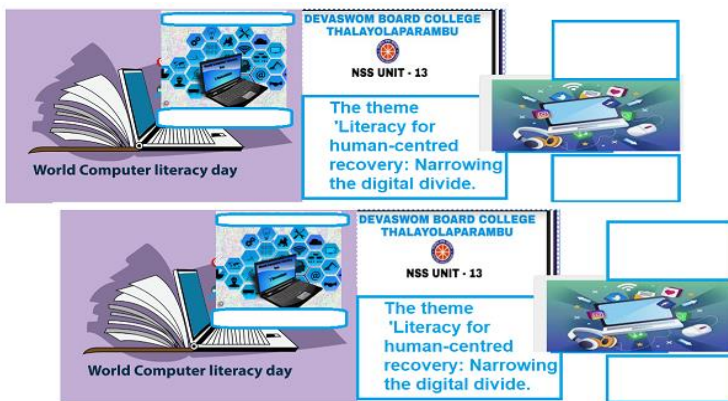 DEVASWOM BOARD COLLEGE
THALAYOLAPARAMBU
NSS UNIT - 13
The theme
'Literacy for
human-centred
recovery: Narrowing
the digital divide.
World Computer literacy day
DEVASWOM BOARD COLLEGE
THALAYOLAPARAMBU
NSS UNIT - 13
The theme
'Literacy for
human-centred
recovery: Narrowing
the digital divide.
World Computer literacy day